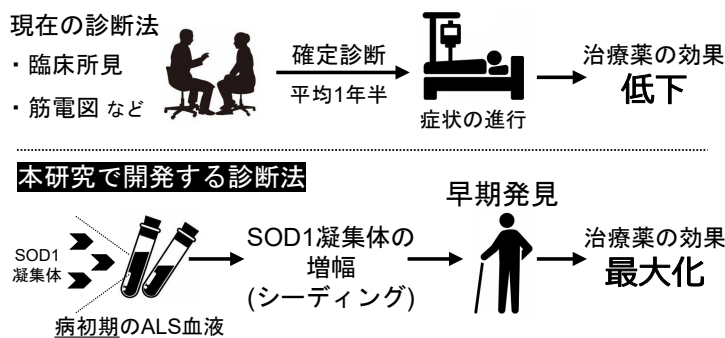 現在の診断法
・臨床所見
・筋電図 など
確定診断
平均1年半
症状の進行
治療薬の効果
低下
本研究で開発する診断法
SOD1
凝集体
病初期のALS血液
SOD1凝集体の
増幅
(シーディング)
早期発見
治療薬の効果
最大化